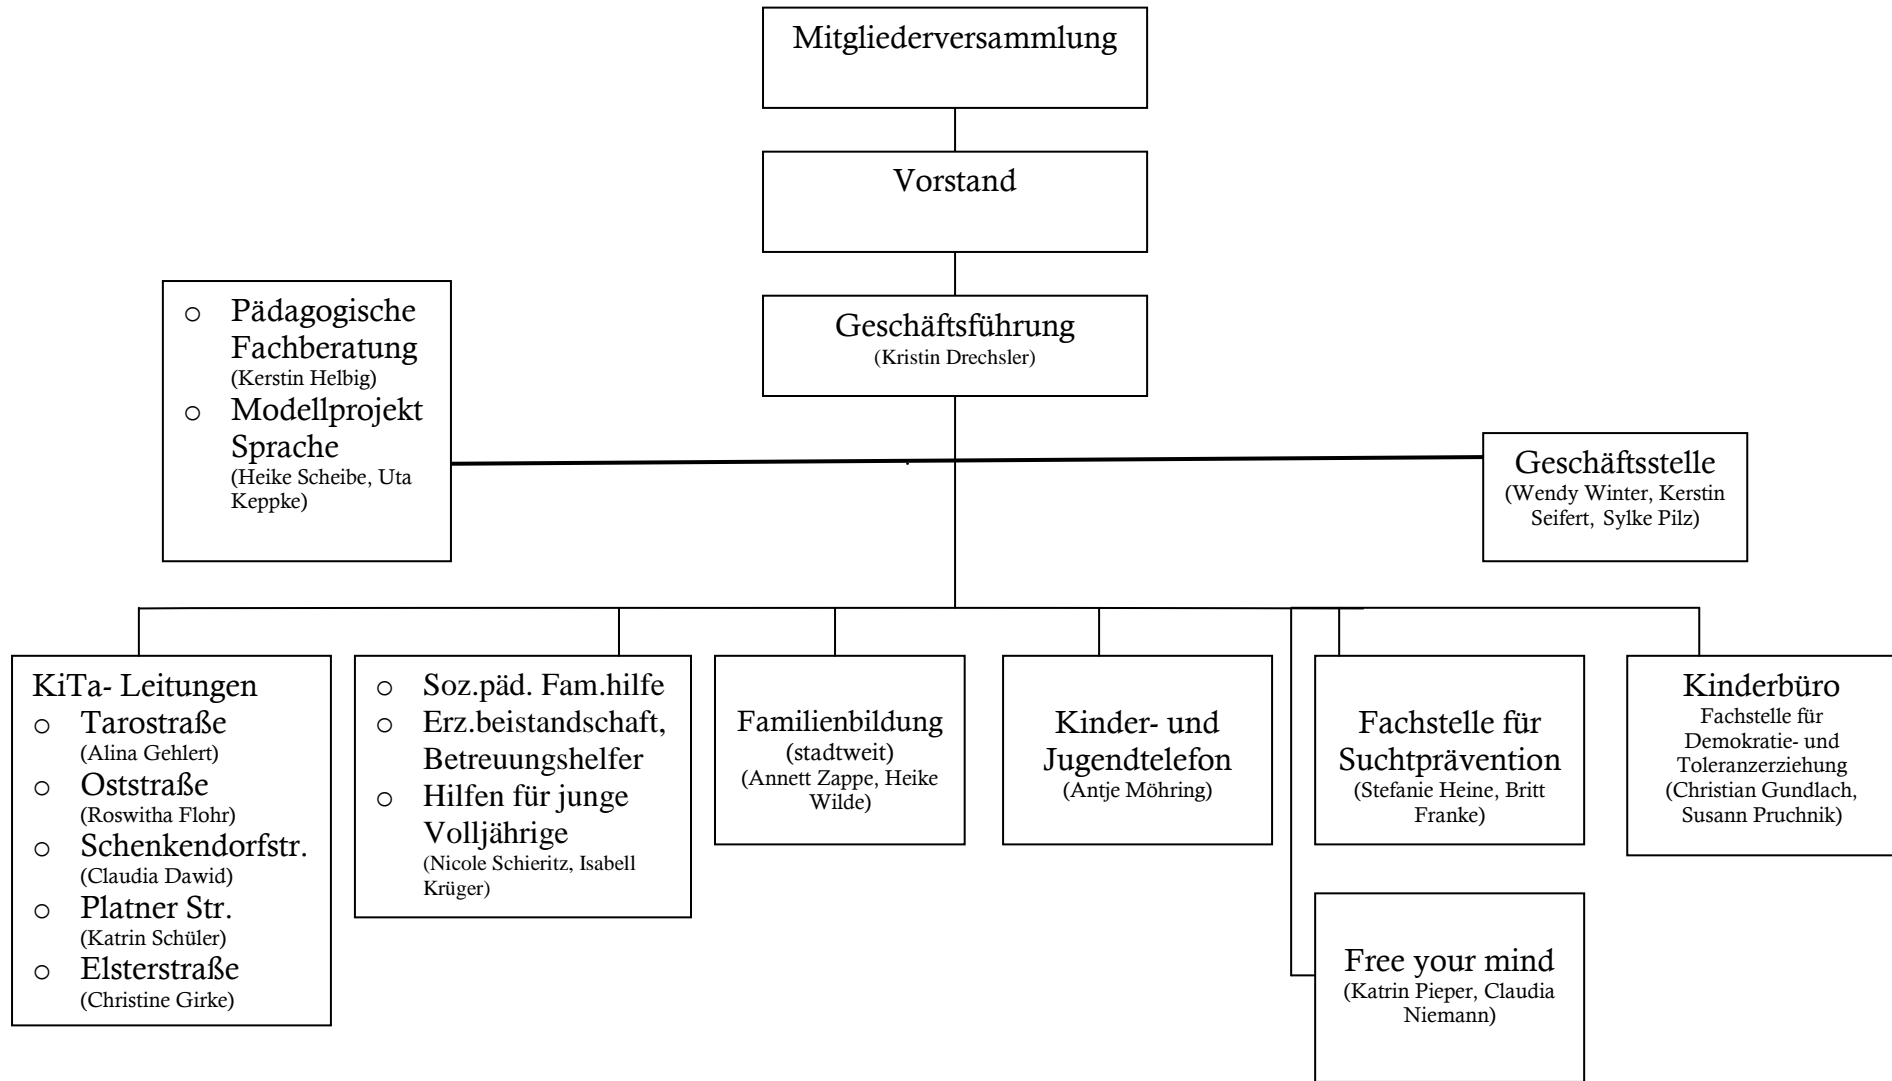 Mitgliederversammlung
Vorstand
Geschäftsführung
(Kristin Drechsler)
o Pädagogische
Fachberatung
(Kerstin Helbig)
o Modellprojekt
Sprache
(Heike Scheibe, Uta
Keppke)
Geschäftsstelle
(Wendy Winter, Kerstin
Seifert, Sylke Pilz)
KiTa- Leitungen
o Tarostraße
(Alina Gehlert)
o Oststraße
(Roswitha Flohr)
o Schenkendorfstr.
(Claudia Dawid)
o Platner Str.
(Katrin Schüler)
o Elsterstraße
(Christine Girke)
o Soz.päd. Fam.hilfe
o Erz.beistandschaft,
Betreuungshelfer
o Hilfen für junge
Volljährige
(Nicole Schieritz, Isabell
Krüger)
Familienbildung
(stadtweit)
(Annett Zappe, Heike
Wilde)
Kinder- und
Jugendtelefon
(Antje Möhring)
Fachstelle für
Suchtprävention
(Stefanie Heine, Britt
Franke)
Kinderbüro
Fachstelle für
Demokratie- und
Toleranzerziehung
(Christian Gundlach,
Susann Pruchnik)
Free your mind
(Katrin Pieper, Claudia
Niemann)